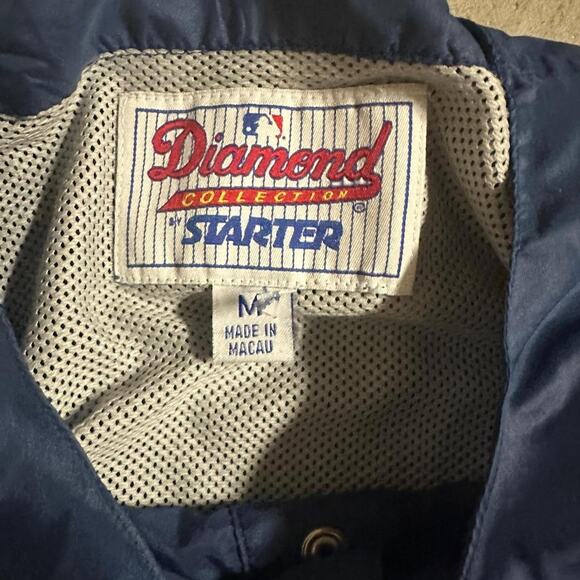 Diamond
COLLECTION ®
BY STARTER
M
MADE IN
MACAU